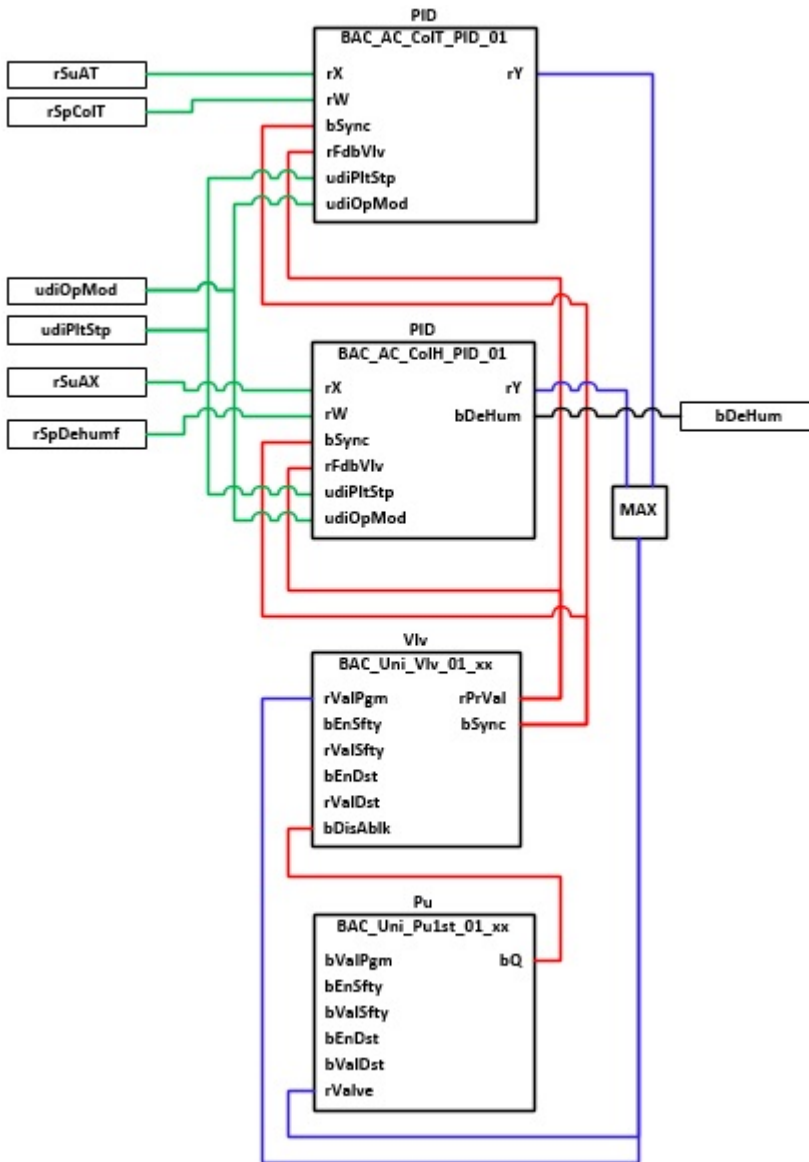 PID
BAC_AC_ColT_PID_01
rSuAT
rX
rY
rSpColT
rW
bSync
rFdbVlv
udiPltStp
udiOpMod
udiOpMod
udiPltStp
PID
BAC_AC_ColH_PID_01
rSuAX
rX
rY
rSpDehumf
rW
bDeHum
bDeHum
bSync
rFdbVlv
udiPltStp
udiOpMod
MAX
Vlv
BAC_Uni_Vlv_01_xx
rValPgm
rPrVal
bEnSfty
bSync
rValSfty
bEnDst
rValDst
bDisAblk
Pu
BAC_Uni_Pu1st_01_xx
bValPgm
bQ
bEnSfty
bValSfty
bEnDst
bValDst
rValve